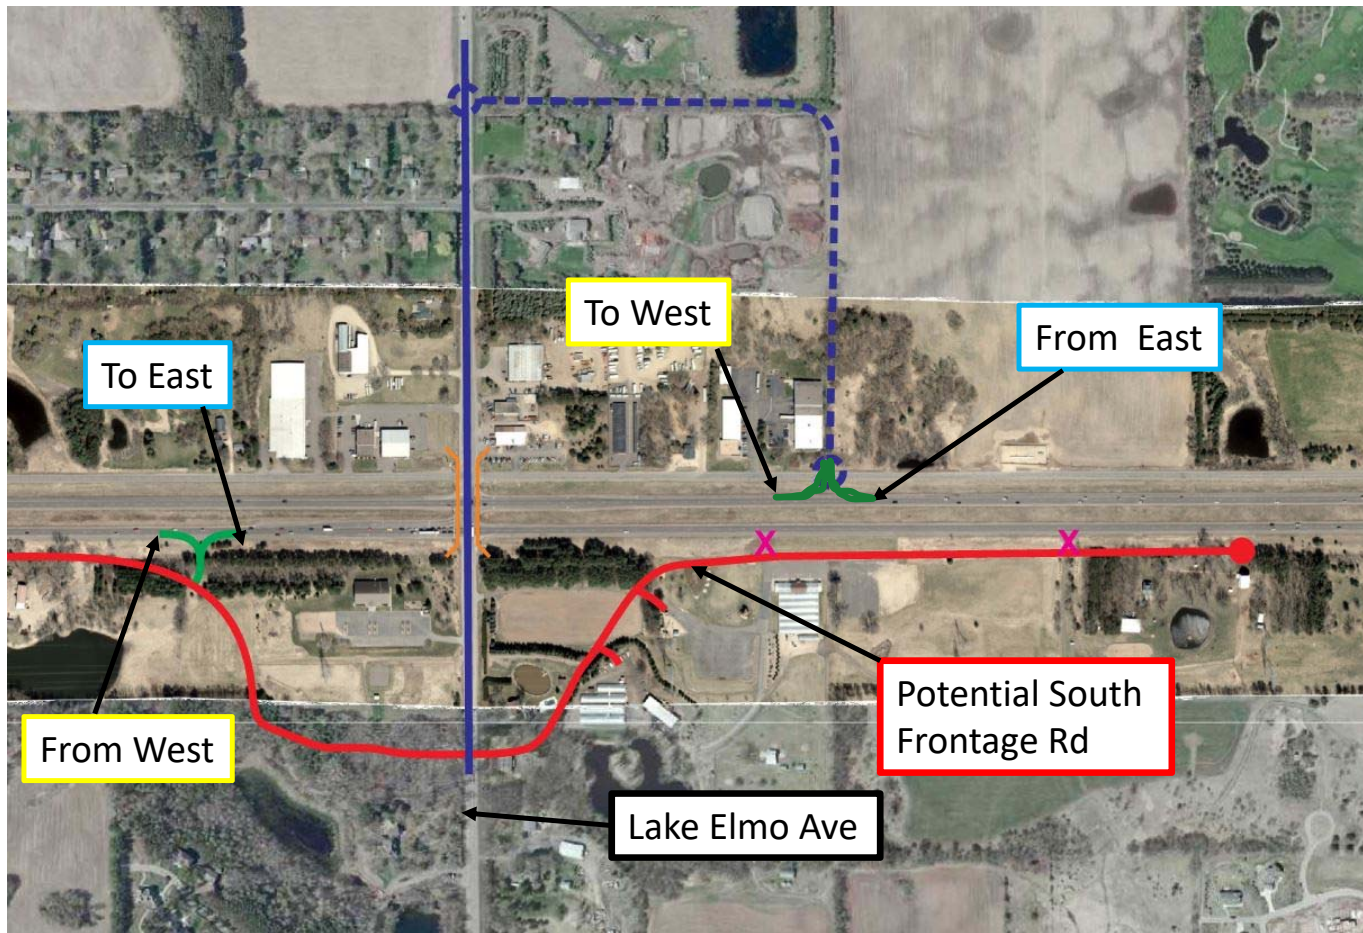 To West
From  East
To East
X
X
Potential South
Frontage Rd
From West
Lake Elmo Ave